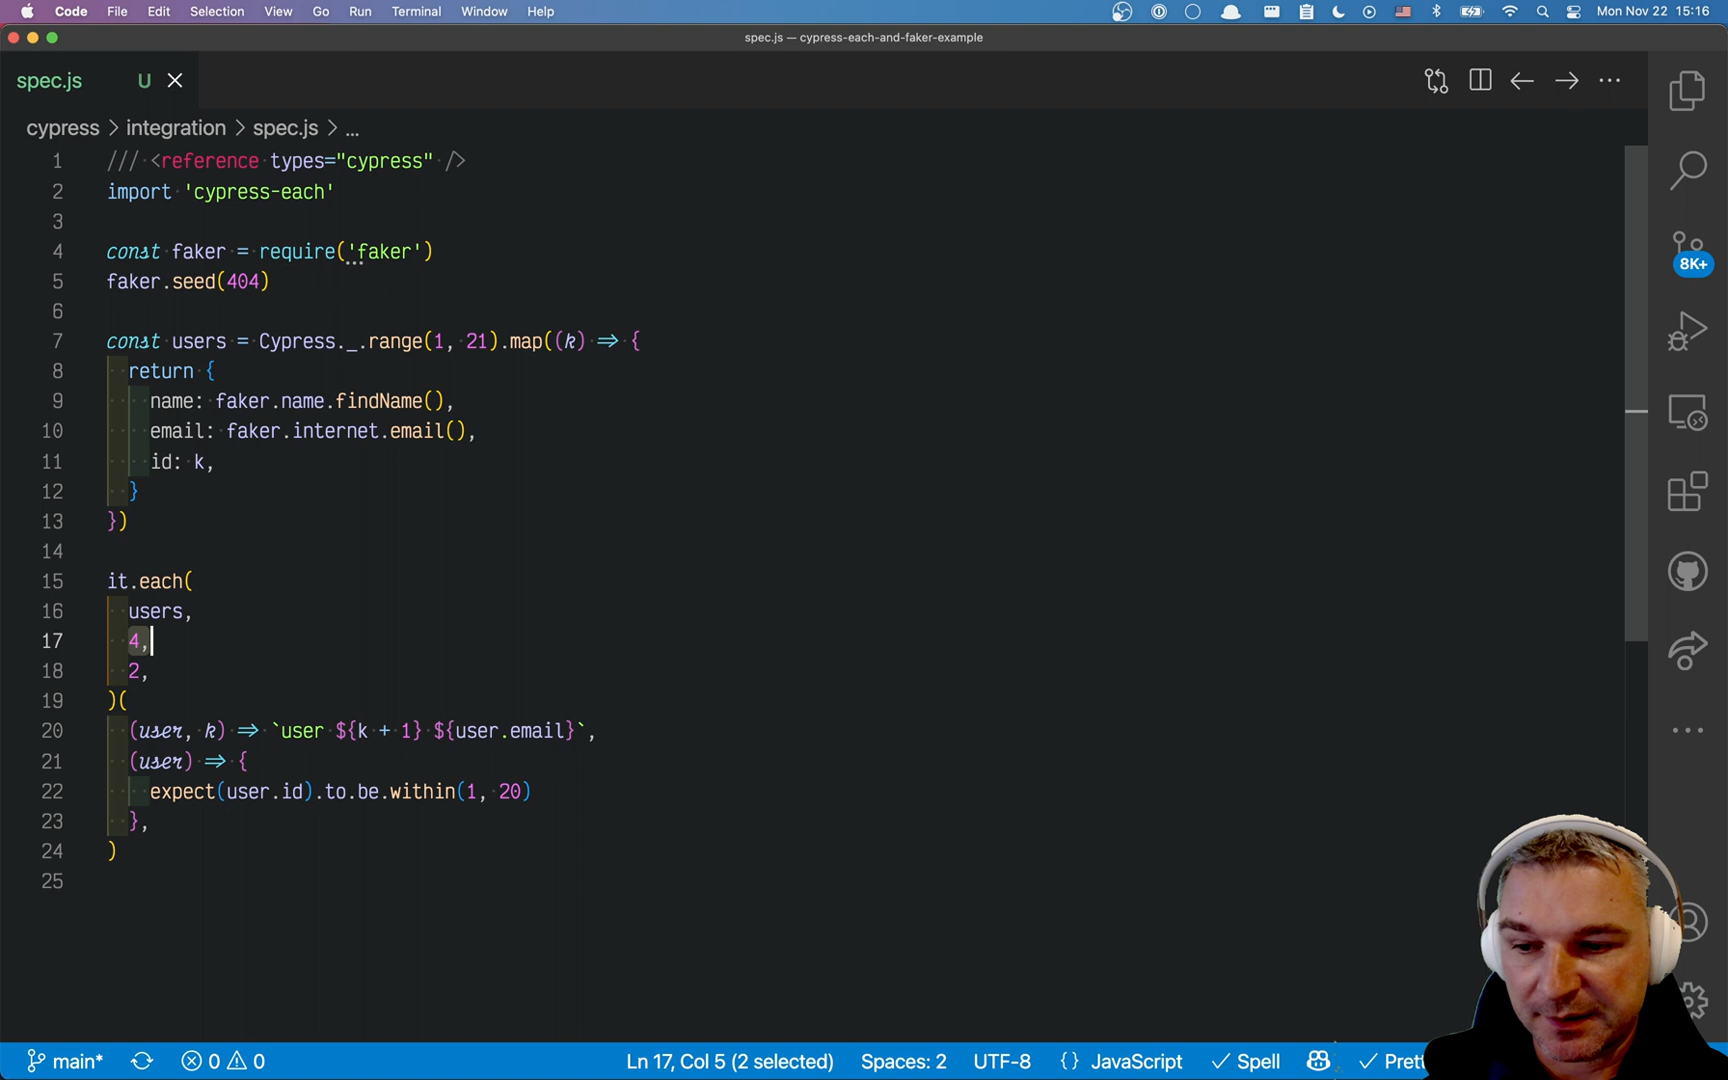 Code File Edit Selection View Go Run Terminal Window Help Mon Nov 22 15:16
spec.js — cypress-each-and-faker-example
spec.js U
cypress > integration > spec.js > ...
1 /// <reference types="cypress" />
2 import 'cypress-each'
3
4 const faker = require('faker')
5 faker.seed(404)
6
7 const users = Cypress._.range(1, 21).map((k) => {
8 return {
9 name: faker.name.findName(),
10 email: faker.internet.email(),
11 id: k,
12 }
13 })
14
15 it.each(
16 users,
17 4,
18 2,
19 )(
20 (user, k) => `user ${k + 1} ${user.email}`,
21 (user) => {
22 expect(user.id).to.be.within(1, 20)
23 },
24 )
25
8K+
main* 0 0 Ln 17, Col 5 (2 selected) Spaces: 2 UTF-8 {} JavaScript Spell Prett